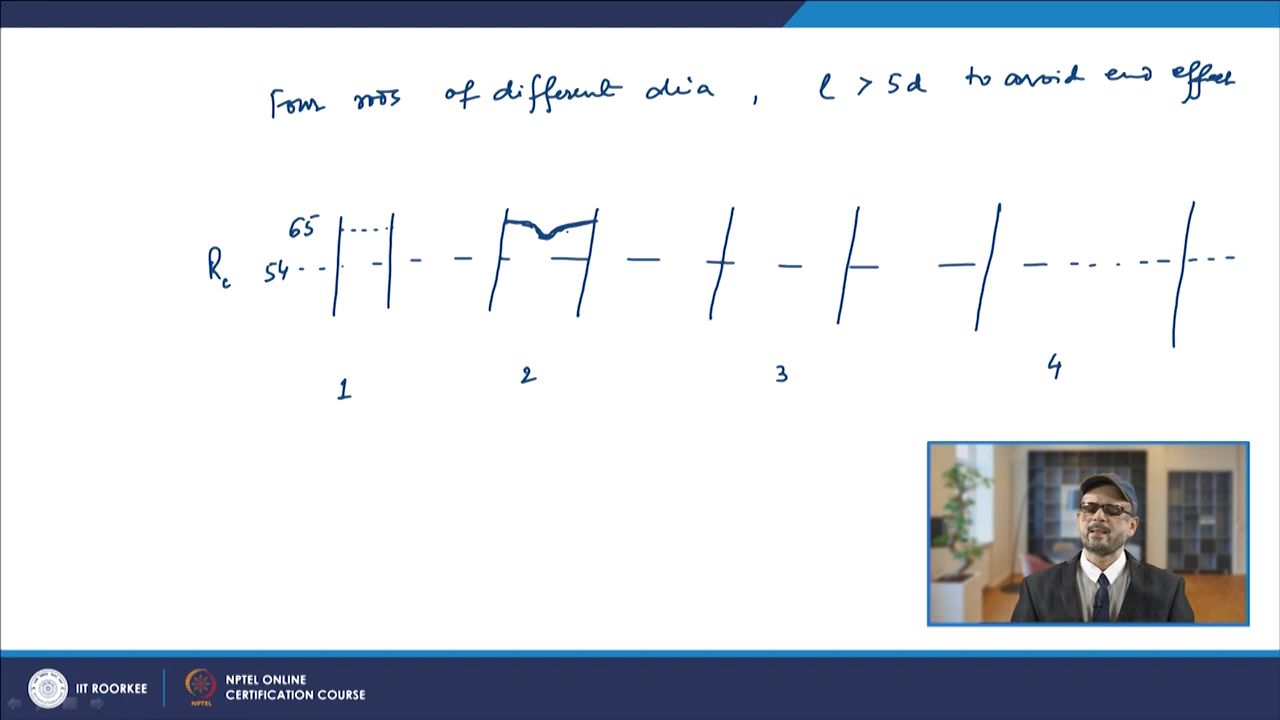 Four rods of different dia , l > 5d to avoid end effect
65
Rc 54
1 2 3 4
IIT ROORKEE
NPTEL ONLINE
CERTIFICATION COURSE
NPTEL